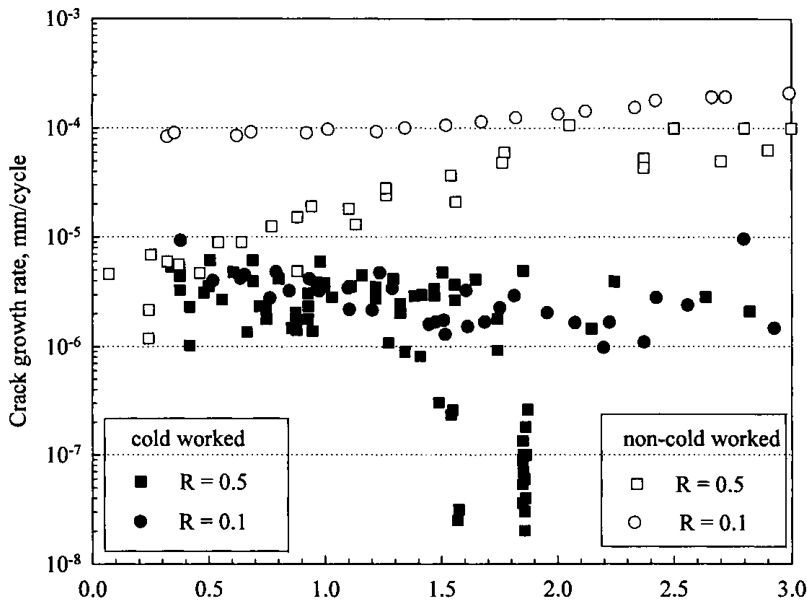 10⁻³
10⁻⁴
10⁻⁵
10⁻⁶
10⁻⁷
10⁻⁸
Crack growth rate, mm/cycle
cold worked
R = 0.5
R = 0.1
non-cold worked
R = 0.5
R = 0.1
0.0 0.5 1.0 1.5 2.0 2.5 3.0